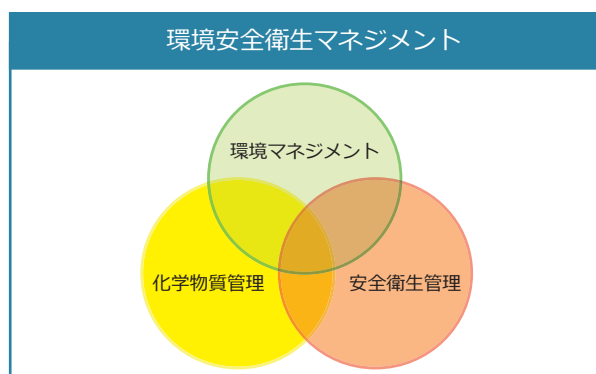 環境安全衛生マネジメント
環境マネジメント
化学物質管理
安全衛生管理